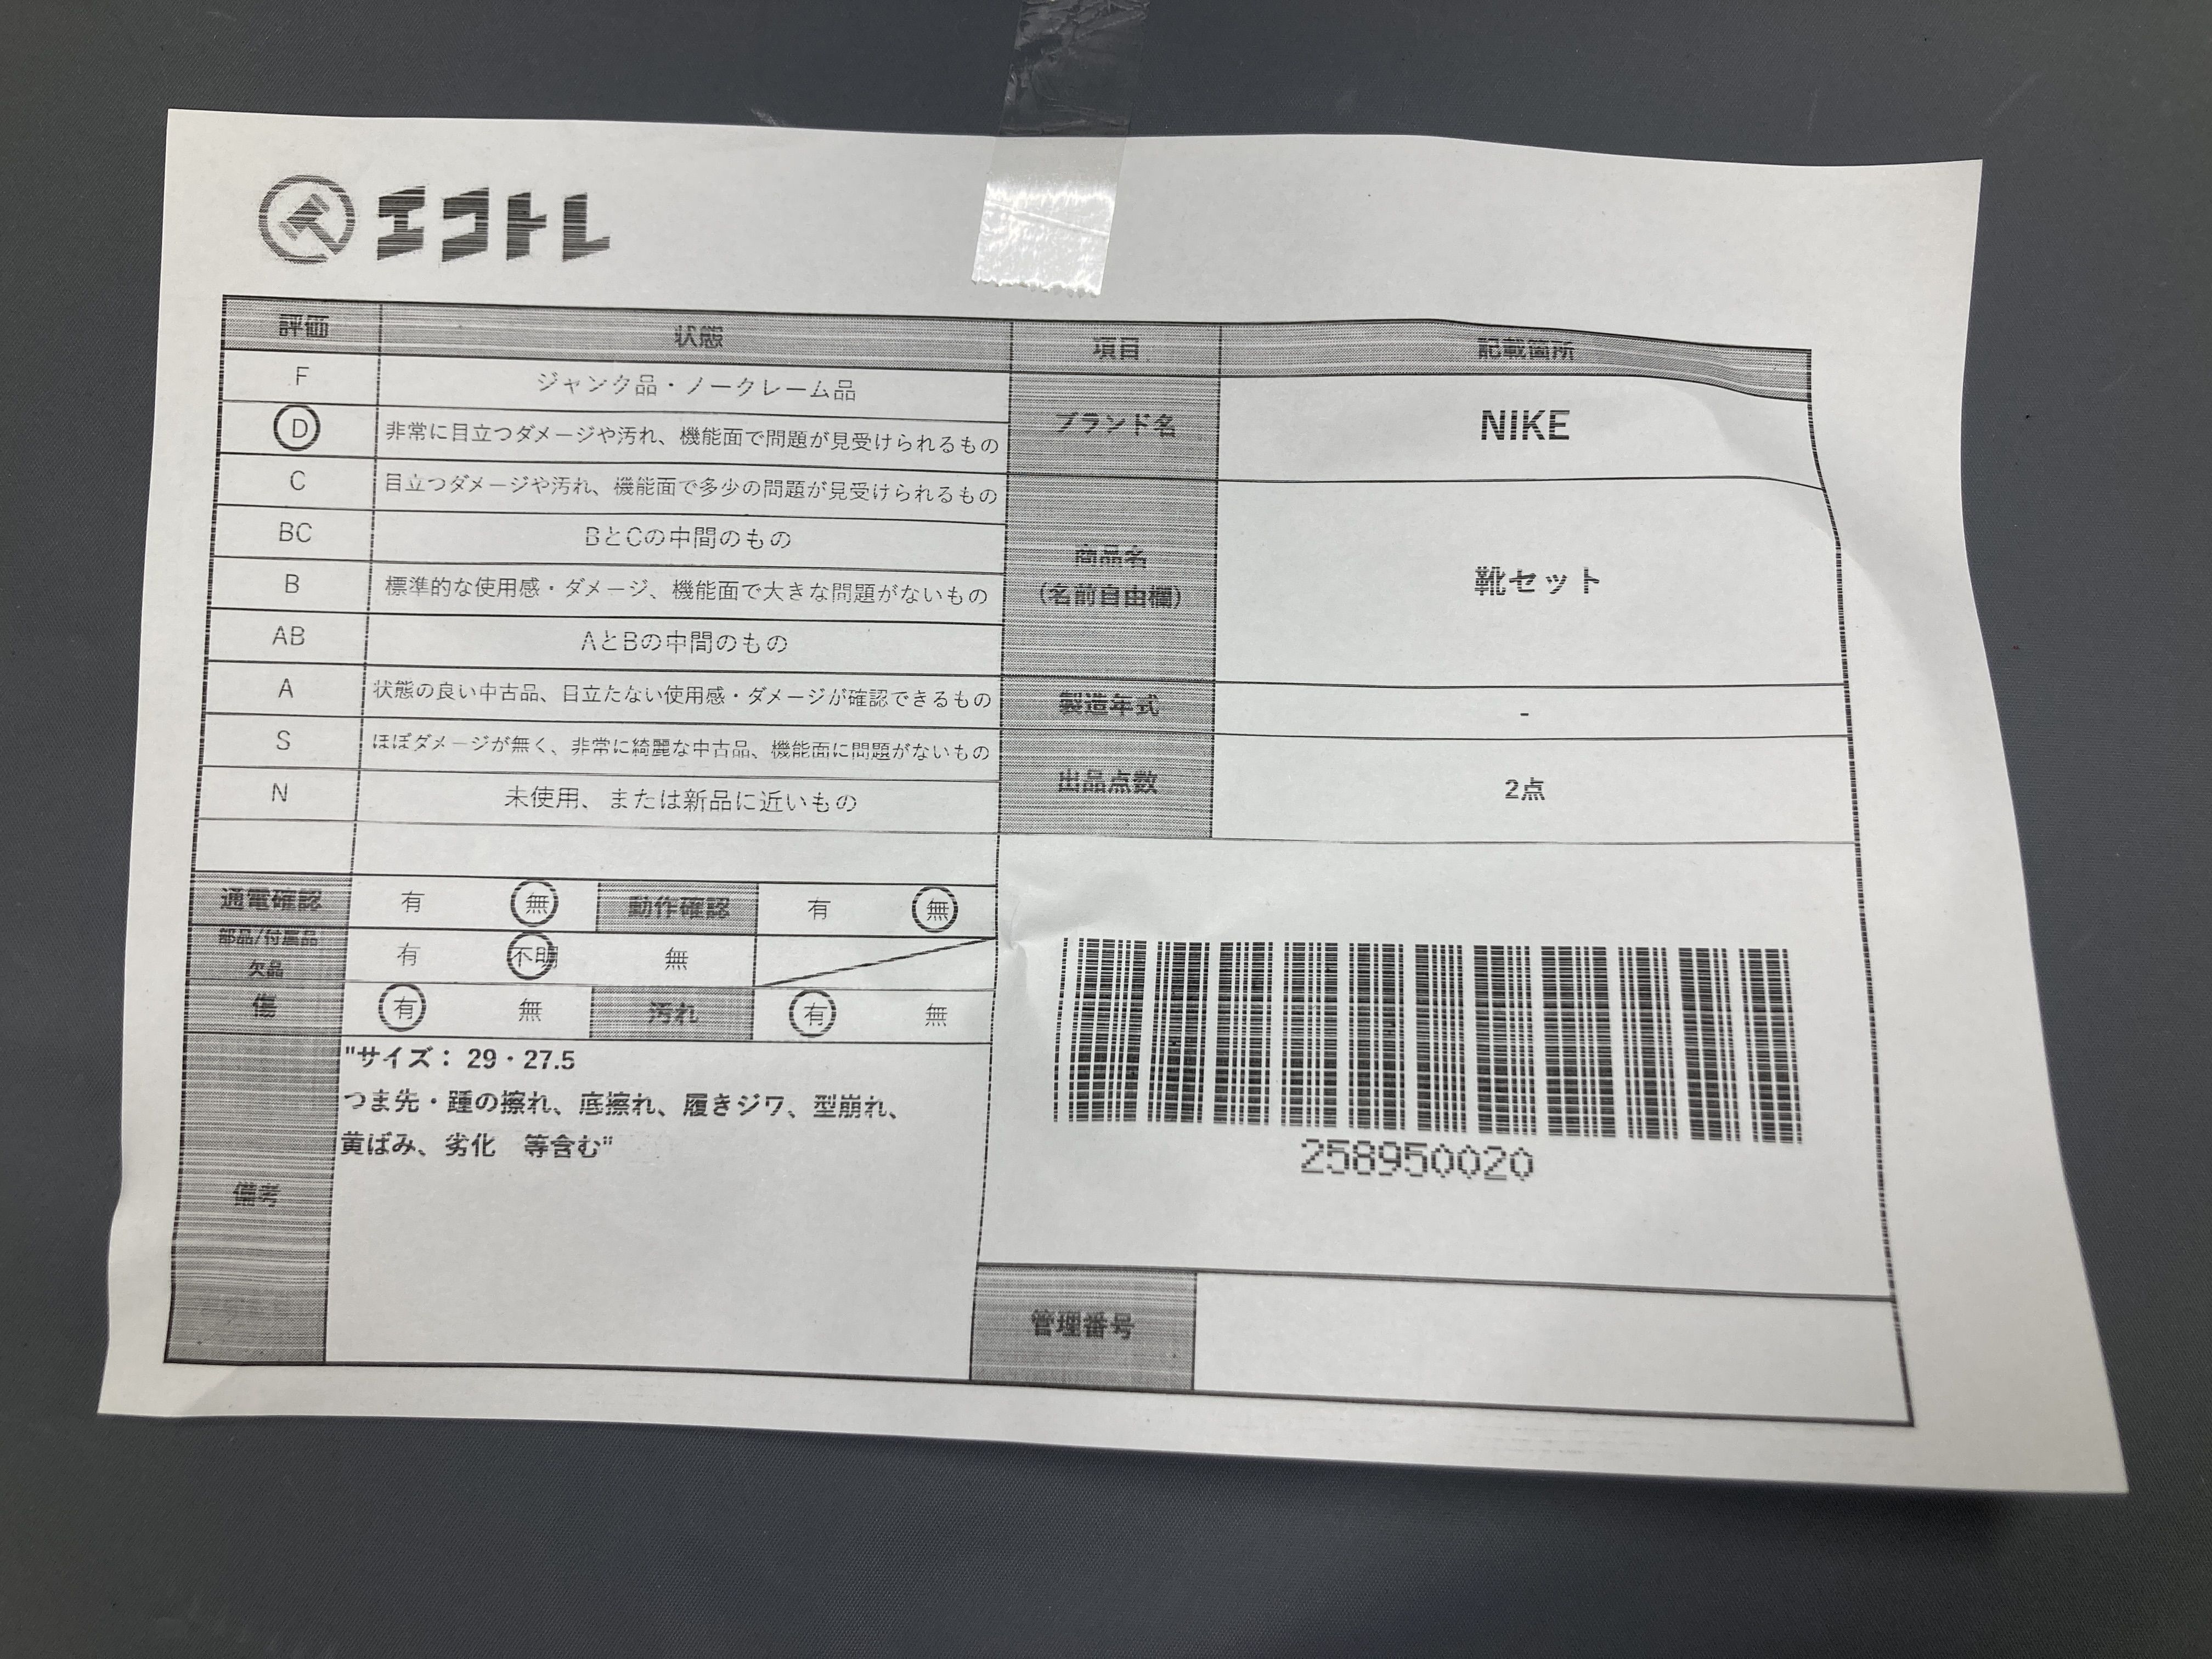 エコトレ
評価 状態
F ジャンク品・ノークレーム品
D 非常に目立つダメージや汚れ、機能面で問題が見受けられるもの
C 目立つダメージや汚れ、機能面で多少の問題が見受けられるもの
BC BとCの中間のもの
B 標準的な使用感・ダメージ、機能面で大きな問題がないもの
AB AとBの中間のもの
A 状態の良い中古品、目立たない使用感・ダメージが確認できるもの
S ほぼダメージが無く、非常に綺麗な中古品、機能面に問題がないもの
N 未使用、または新品に近いもの
通電確認 有 無 動作確認 有 無
部品/付属品
欠品 有 不明 無
傷 有 無 汚れ 有 無
備考
"サイズ： 29・27.5
つま先・踵の擦れ、底擦れ、履きジワ、型崩れ、
黄ばみ、劣化　等含む"
項目 記載箇所
ブランド名 NIKE
商品名
(名前自由欄) 靴セット
製造年式 -
出品点数 2点
258950020
管理番号